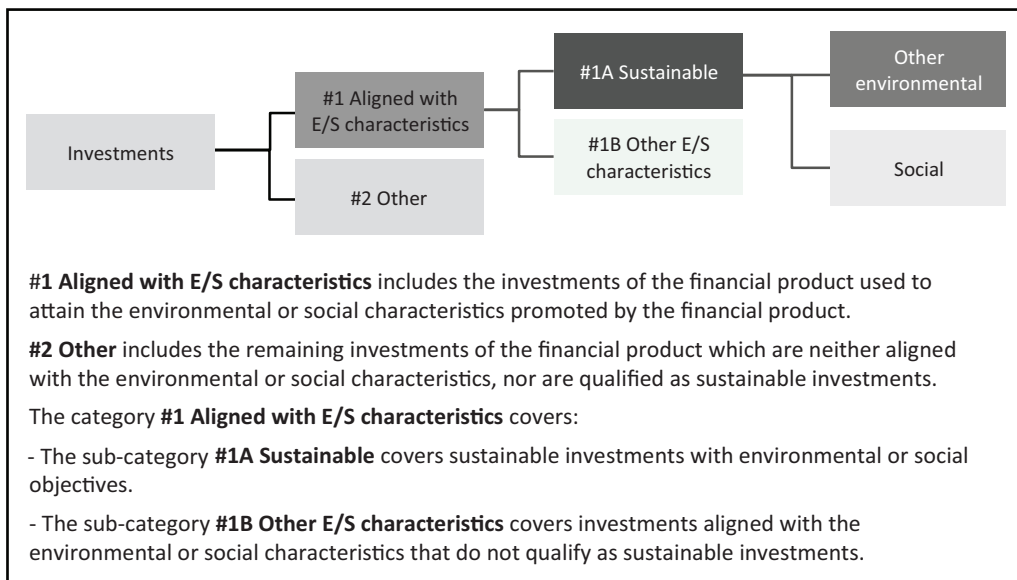 Investments
#1 Aligned with
E/S characteristics
#2 Other
#1A Sustainable
#1B Other E/S
characteristics
Other
environmental
Social
#1 Aligned with E/S characteristics includes the investments of the financial product used to
attain the environmental or social characteristics promoted by the financial product.
#2 Other includes the remaining investments of the financial product which are neither aligned
with the environmental or social characteristics, nor are qualified as sustainable investments.
The category #1 Aligned with E/S characteristics covers:
- The sub-category #1A Sustainable covers sustainable investments with environmental or social
objectives.
- The sub-category #1B Other E/S characteristics covers investments aligned with the
environmental or social characteristics that do not qualify as sustainable investments.